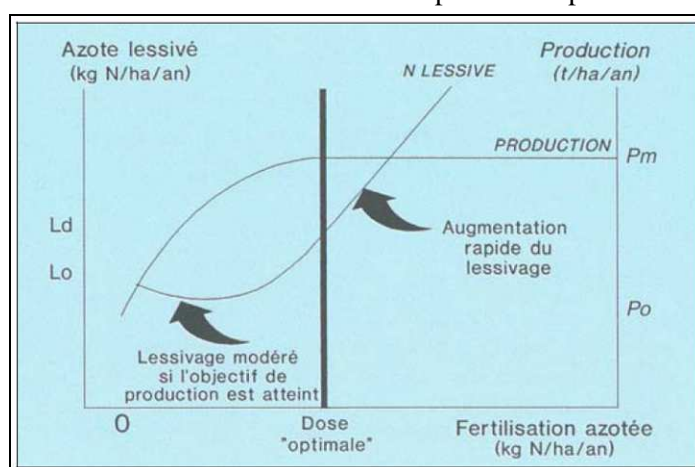 Azote lessivé
(kg N/ha/an)
Production
(t/ha/an)
N LESSIVE
PRODUCTION
Pm
Ld
Augmentation
rapide du
lessivage
Lo
Po
Lessivage modéré
si l'objectif de
production est atteint
O
Dose
"optimale"
Fertilisation azotée
(kg N/ha/an)